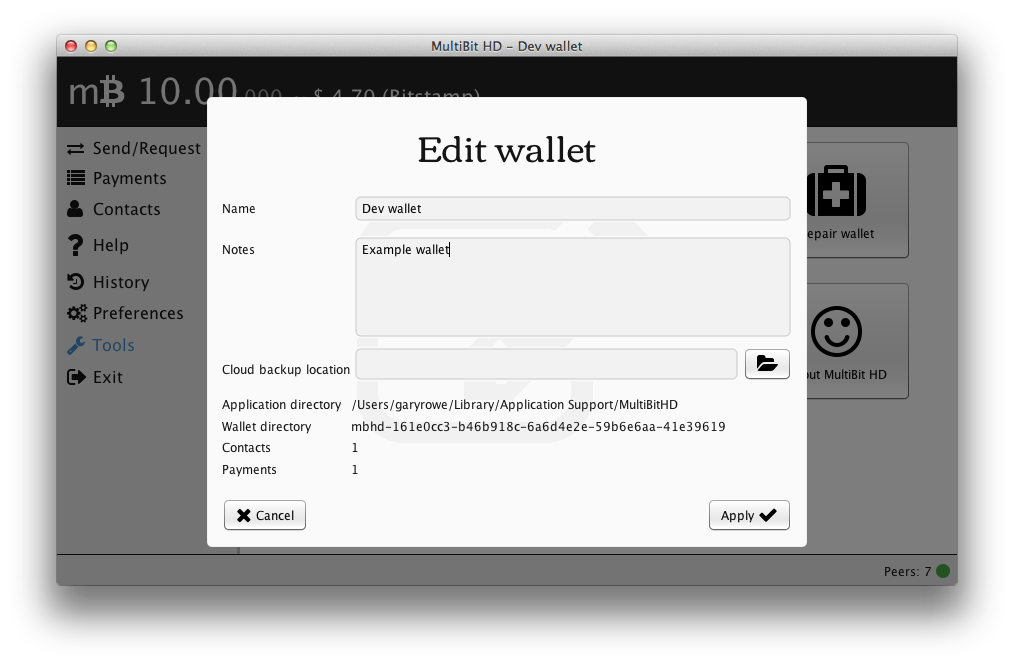 MultiBit HD – Dev wallet
mɃ 10.00
$ 4.70 (Bitstamp)
Send/Request
Payments
Contacts
Help
History
Preferences
Tools
Exit
Edit wallet
Name
Dev wallet
Notes
Example wallet
Cloud backup location
Application directory /Users/garyrowe/Library/Application Support/MultiBitHD
Wallet directory mbhd-161e0cc3-b46b918c-6a6d4e2e-59b6e6aa-41e39619
Contacts 1
Payments 1
Cancel
Apply
epair wallet
out MultiBit HD
Peers: 7